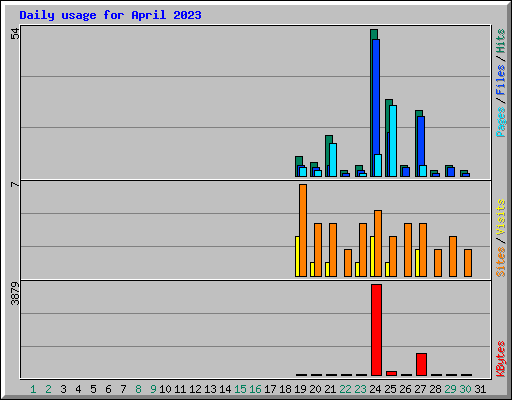 Daily usage for April 2023
54
Pages / Files / Hits
7
Sites / Visits
3879
KBytes
1 2 3 4 5 6 7 8 9 10 11 12 13 14 15 16 17 18 19 20 21 22 23 24 25 26 27 28 29 30 31